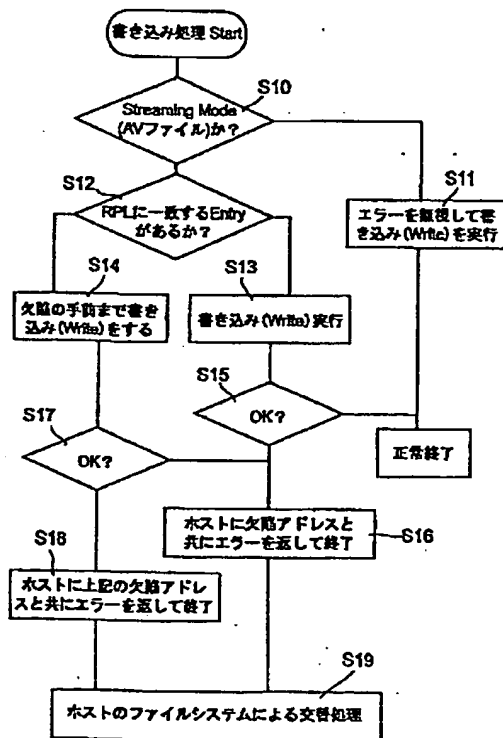 書き込み処理 Start
S10
Streaming Mode
(AVファイル)か？
S12
RPLに一致するEntry
があるか？
S11
エラーを無視して書
き込み(Write)を実行
S14
欠陥の手前まで書き
込み(Write)をする
S13
書き込み(Write)実行
S15
OK?
S17
OK?
正常終了
ホストに欠陥アドレスと
共にエラーを返して終了
S16
S18
ホストに上記の欠陥アドレ
スと共にエラーを返して終了
S19
ホストのファイルシステムによる交替処理